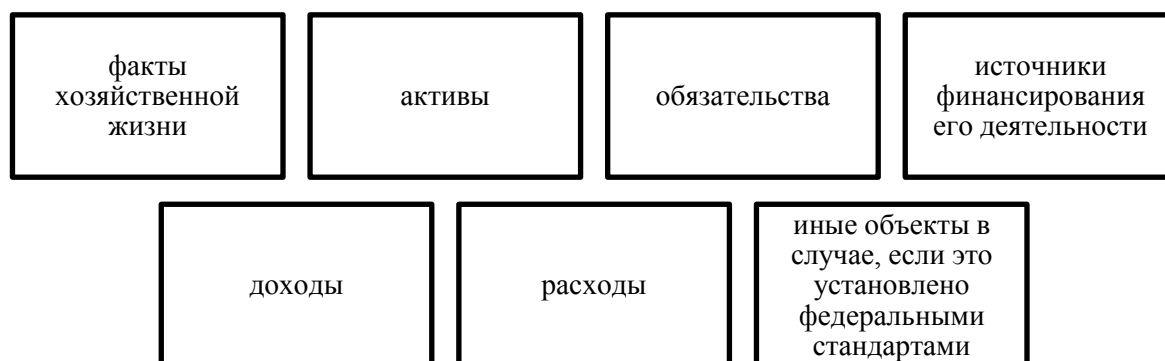 факты
хозяйственной
жизни
активы
обязательства
источники
финансирования
его деятельности
доходы
расходы
иные объекты в
случае, если это
установлено
федеральными
стандартами